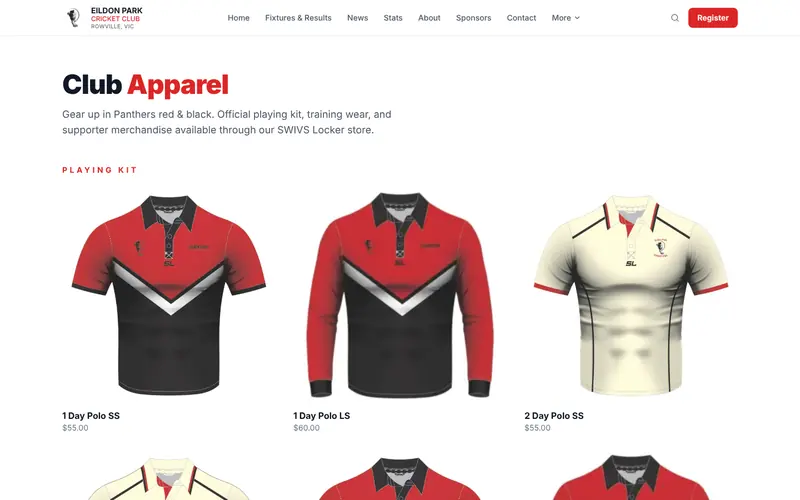 EILDON PARK
CRICKET CLUB
ROWVILLE, VIC
Home
Fixtures & Results
News
Stats
About
Sponsors
Contact
More
Register
Club Apparel
Gear up in Panthers red & black. Official playing kit, training wear, and
supporter merchandise available through our SWIVS Locker store.
PLAYING KIT
SL
SL
SL
1 Day Polo SS
$55.00
1 Day Polo LS
$60.00
2 Day Polo SS
$55.00